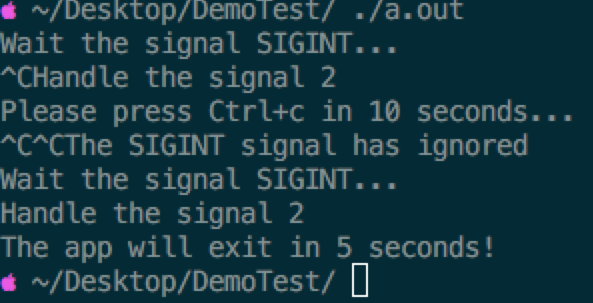 ~/Desktop/DemoTest/ ./a.out
Wait the signal SIGINT...
^CHandle the signal 2
Please press Ctrl+c in 10 seconds...
^C^CThe SIGINT signal has ignored
Wait the signal SIGINT...
Handle the signal 2
The app will exit in 5 seconds!
~/Desktop/DemoTest/